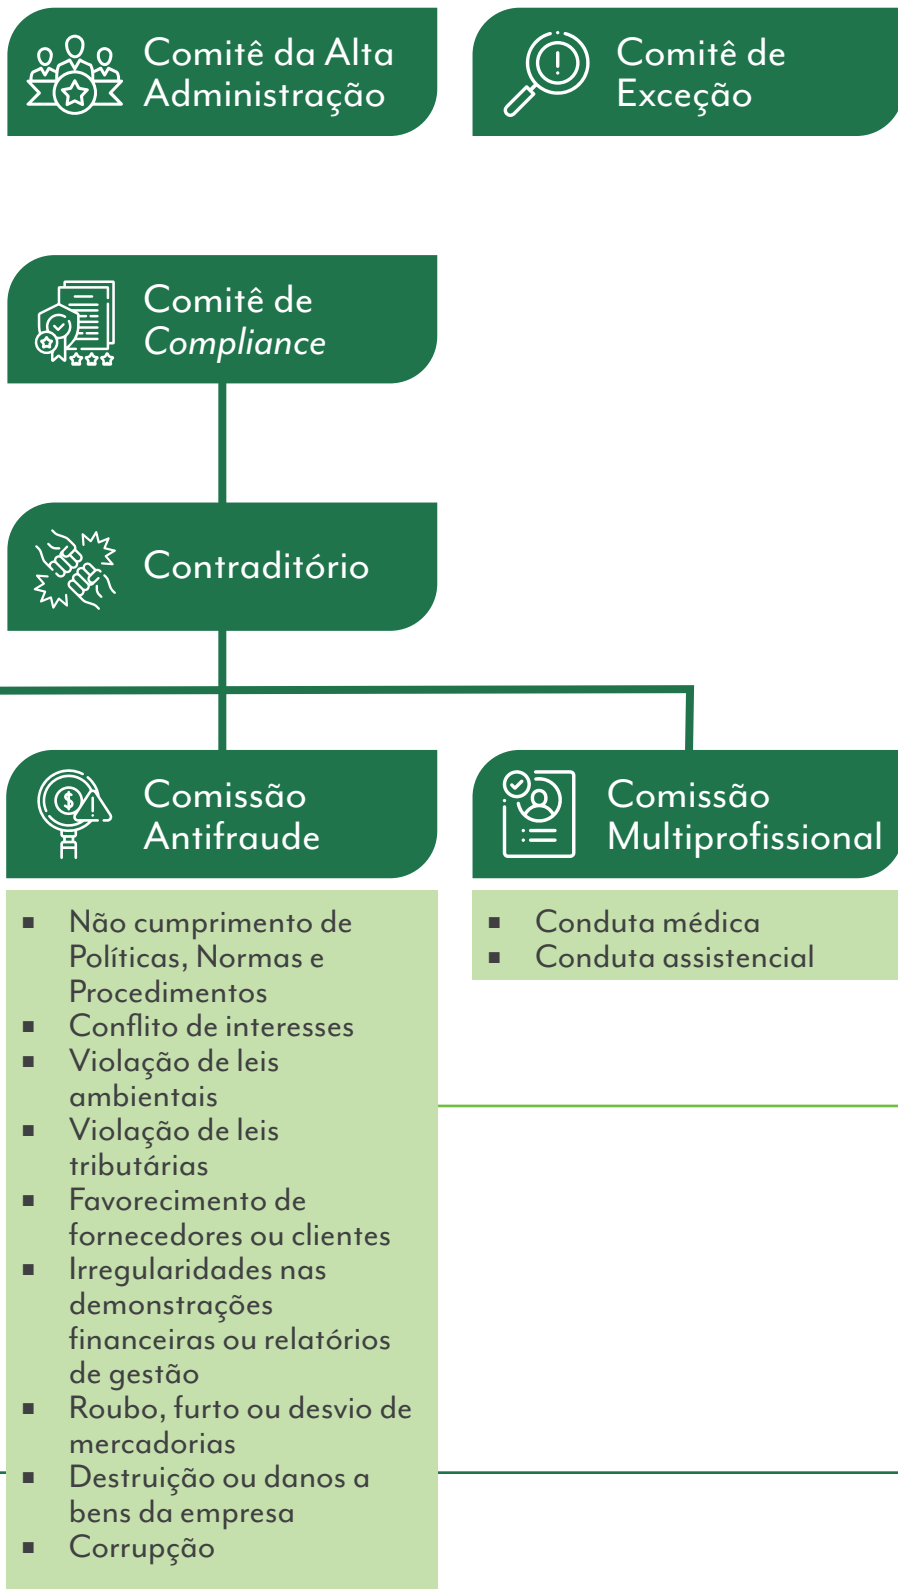 Comitê da Alta
Administração
Comitê de
Exceção
Comitê de
Compliance
Contraditório
Comissão
Antifraude
Comissão
Multiprofissional
▪ Não cumprimento de
Políticas, Normas e
Procedimentos
▪ Conflito de interesses
▪ Violação de leis
ambientais
▪ Violação de leis
tributárias
▪ Favorecimento de
fornecedores ou clientes
▪ Irregularidades nas
demonstrações
financeiras ou relatórios
de gestão
▪ Roubo, furto ou desvio de
mercadorias
▪ Destruição ou danos a
bens da empresa
▪ Corrupção
▪ Conduta médica
▪ Conduta assistencial